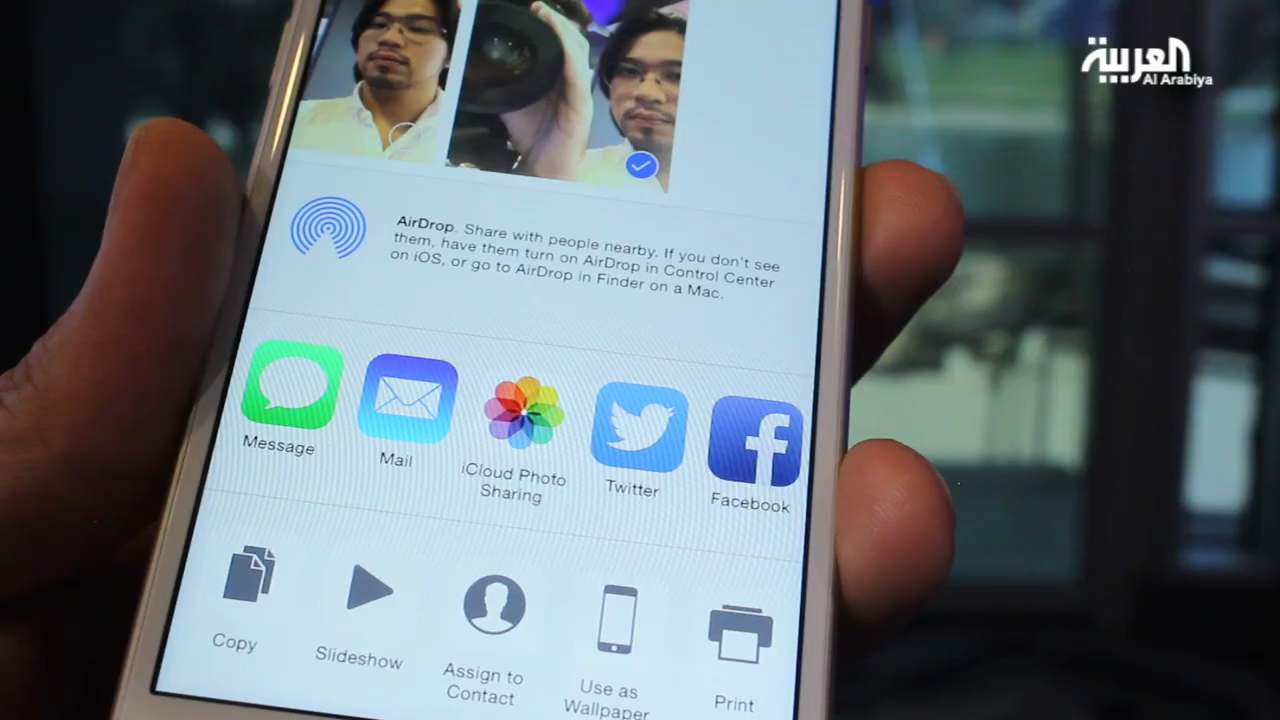 العربية
Al Arabiya
AirDrop. Share with people nearby. If you don't see
them, have them turn on AirDrop in Control Center
on iOS, or go to AirDrop in Finder on a Mac.
Message
Mail
iCloud Photo
Sharing
Twitter
Facebook
Copy
Slideshow
Assign to
Contact
Use as
Wallpaper
Print